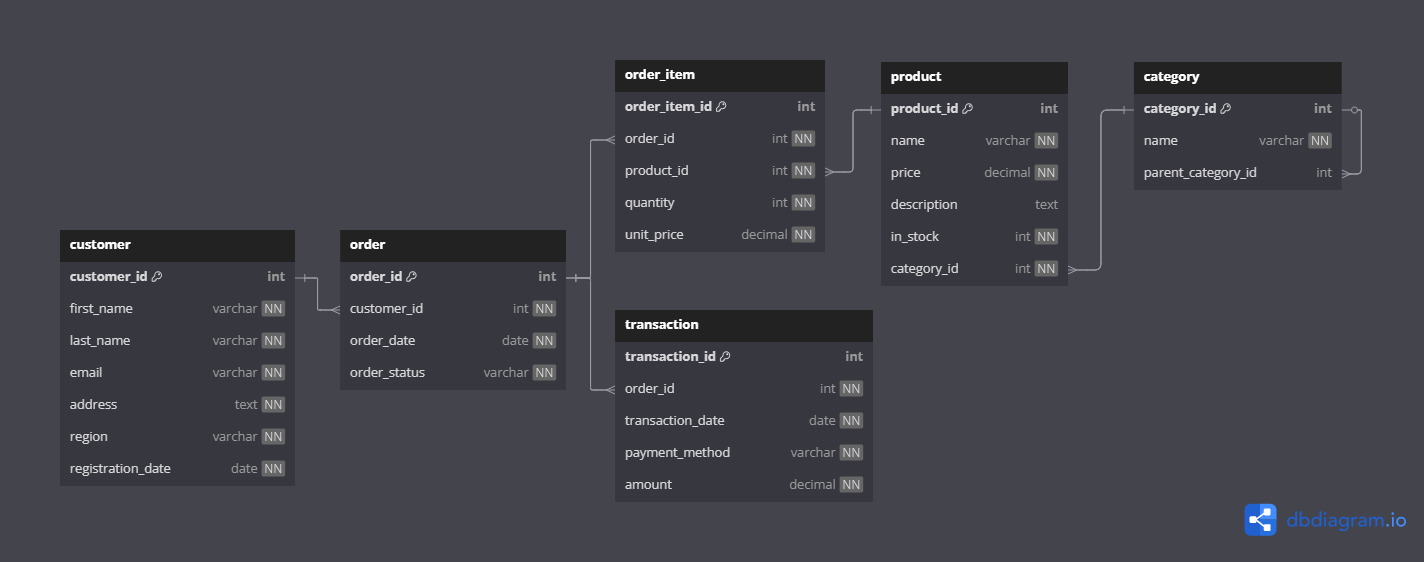 customer
customer_id int
first_name varchar NN
last_name varchar NN
email varchar NN
address text NN
region varchar NN
registration_date date NN
order
order_id int
customer_id int NN
order_date date NN
order_status varchar NN
order_item
order_item_id int
order_id int NN
product_id int NN
quantity int NN
unit_price decimal NN
transaction
transaction_id int
order_id int NN
transaction_date date NN
payment_method varchar NN
amount decimal NN
product
product_id int
name varchar NN
price decimal NN
description text
in_stock int NN
category_id int NN
category
category_id int
name varchar NN
parent_category_id int
dbdiagram.io